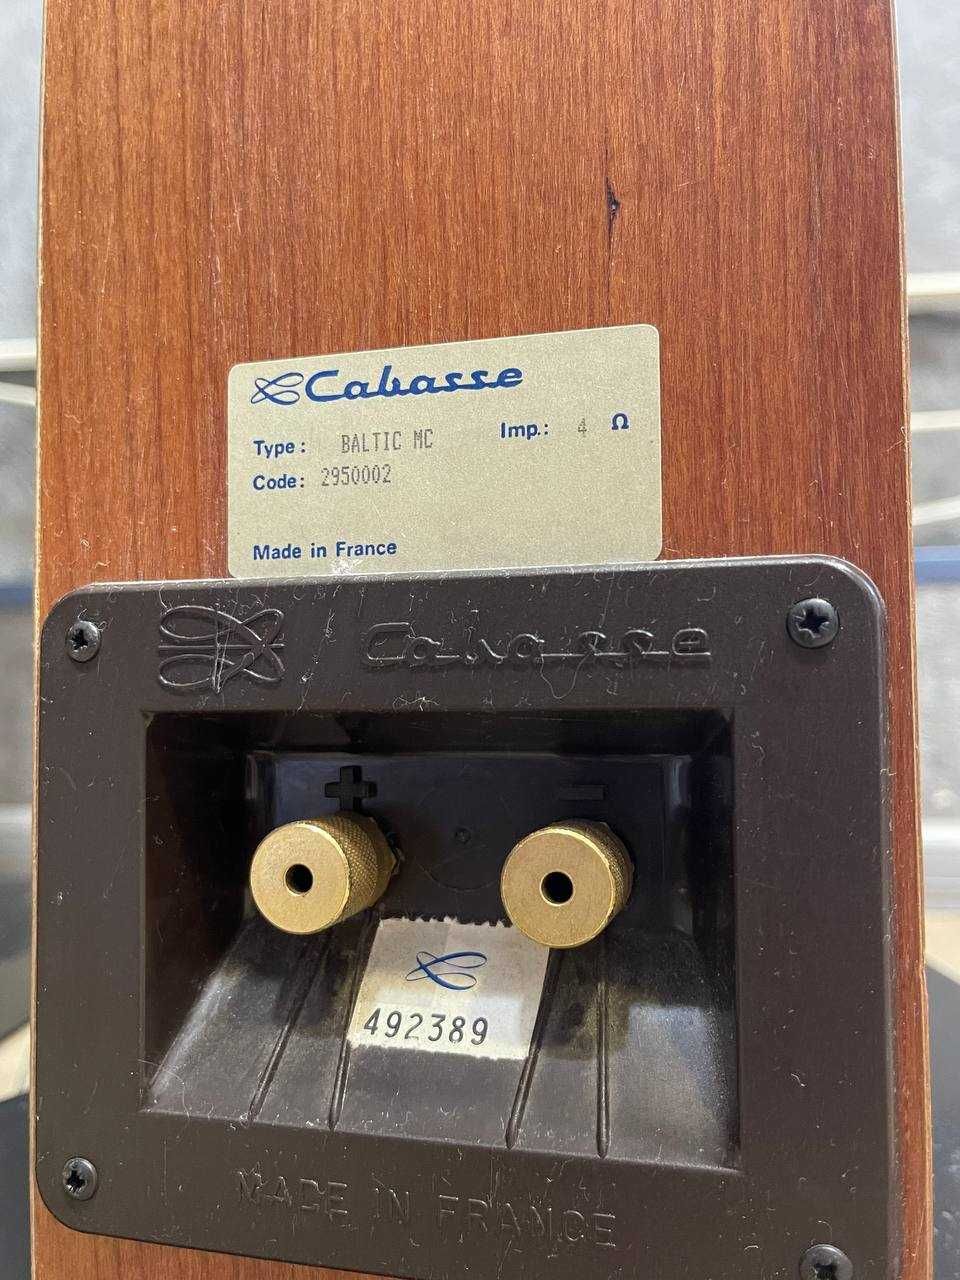 Cabasse
Type: BALTIC MC Imp.: 4 Ω
Code: 2950002
Made in France
Cabasse
+ −
492389
MADE IN FRANCE